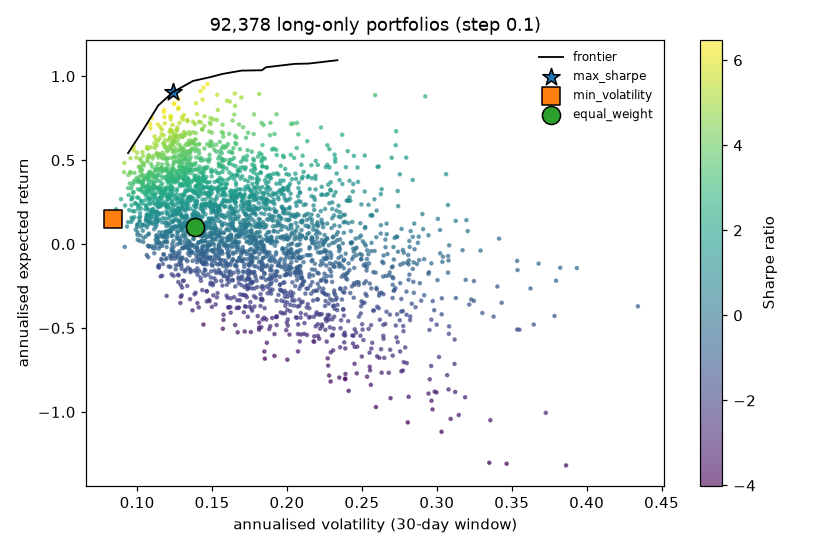 92,378 long-only portfolios (step 0.1)
frontier
max_sharpe
min_volatility
equal_weight
1.0
0.5
0.0
−0.5
−1.0
annualised expected return
0.10 0.15 0.20 0.25 0.30 0.35 0.40 0.45
annualised volatility (30-day window)
6
4
2
0
−2
−4
Sharpe ratio